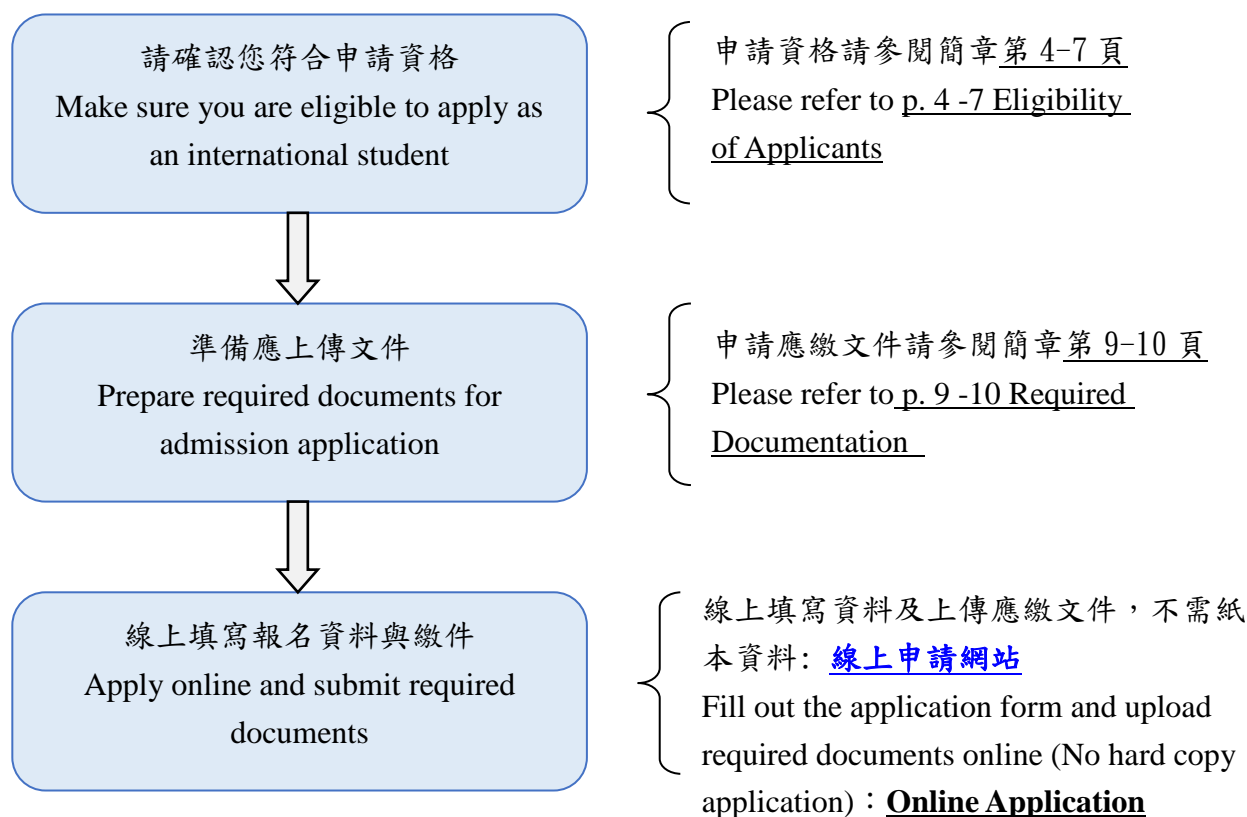 請確認您符合申請資格
Make sure you are eligible to apply as
an international student
申請資格請參閱簡章第 4-7 頁
Please refer to p. 4 -7 Eligibility
of Applicants
準備應上傳文件
Prepare required documents for
admission application
申請應繳文件請參閱簡章第 9-10 頁
Please refer to p. 9 -10 Required
Documentation
線上填寫報名資料與繳件
Apply online and submit required
documents
線上填寫資料及上傳應繳文件，不需紙
本資料: 線上申請網站
Fill out the application form and upload
required documents online (No hard copy
application)：Online Application